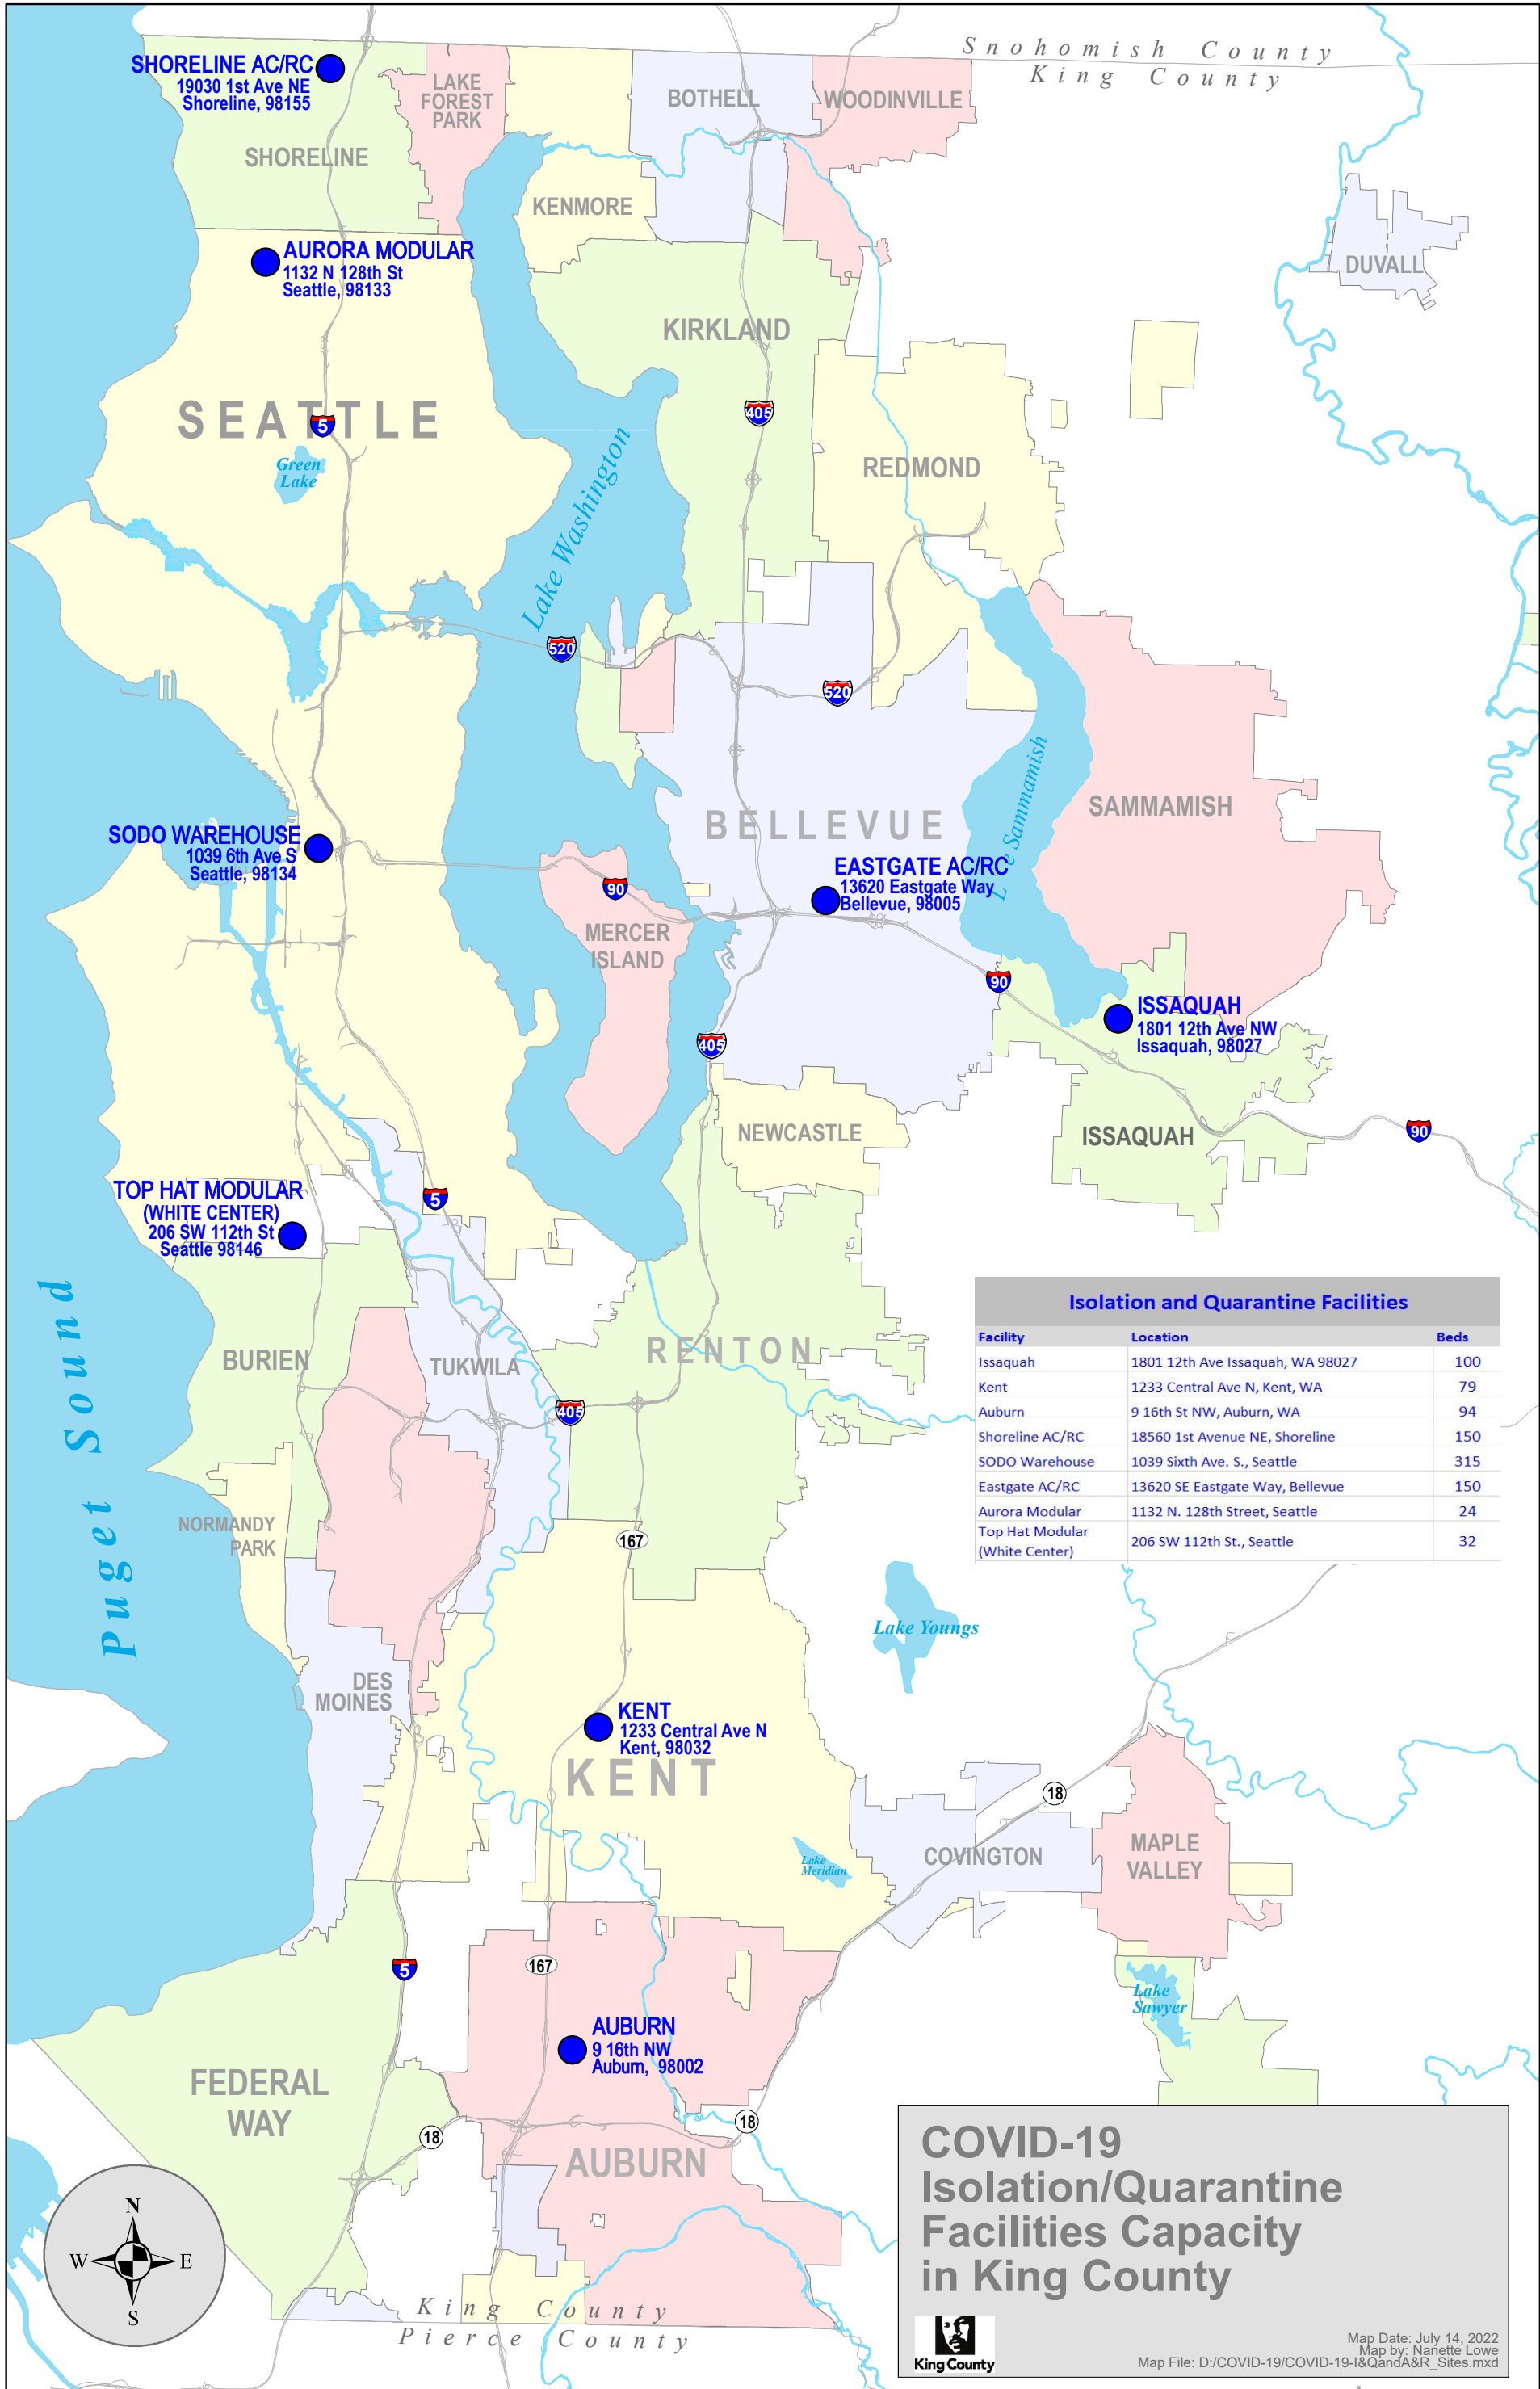 Snohomish County
King County
SHORELINE AC/RC
19030 1st Ave NE
Shoreline, 98155
LAKE
FOREST
PARK
BOTHELL
WOODINVILLE
SHORELINE
KENMORE
DUVALL
AURORA MODULAR
1132 N 128th St
Seattle, 98133
KIRKLAND
SEATTLE
5
405
Green
Lake
REDMOND
Lake Washington
520
520
Lake Sammamish
SAMMAMISH
BELLEVUE
SODO WAREHOUSE
1039 6th Ave S
Seattle, 98134
EASTGATE AC/RC
13620 Eastgate Way
Bellevue, 98005
90
MERCER
ISLAND
90
ISSAQUAH
1801 12th Ave NW
Issaquah, 98027
405
NEWCASTLE
ISSAQUAH
90
TOP HAT MODULAR
(WHITE CENTER)
206 SW 112th St
Seattle 98146
5
Puget Sound
BURIEN
TUKWILA
RENTON
405
Isolation and Quarantine Facilities
Facility Location Beds
Issaquah 1801 12th Ave Issaquah, WA 98027 100
Kent 1233 Central Ave N, Kent, WA 79
Auburn 9 16th St NW, Auburn, WA 94
Shoreline AC/RC 18560 1st Avenue NE, Shoreline 150
SODO Warehouse 1039 Sixth Ave. S., Seattle 315
Eastgate AC/RC 13620 SE Eastgate Way, Bellevue 150
Aurora Modular 1132 N. 128th Street, Seattle 24
Top Hat Modular
(White Center) 206 SW 112th St., Seattle 32
NORMANDY
PARK
167
Lake Youngs
DES
MOINES
KENT
1233 Central Ave N
Kent, 98032
KENT
18
COVINGTON
MAPLE
VALLEY
Lake
Meridian
5
167
Lake
Sawyer
AUBURN
9 16th NW
Auburn, 98002
FEDERAL
WAY
18
18
AUBURN
N
W E
S
King County
Pierce County
COVID-19
Isolation/Quarantine
Facilities Capacity
in King County
King County
Map Date: July 14, 2022
Map by: Nanette Lowe
Map File: D:/COVID-19/COVID-19-I&QandA&R_Sites.mxd